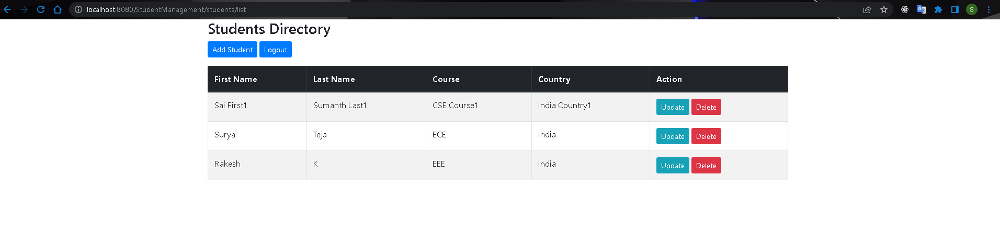 localhost:8080/StudentManagement/students/list
S
Students Directory
Add Student Logout
First Name Last Name Course Country Action
Sai First1 Sumanth Last1 CSE Course1 India Country1 Update Delete
Surya Teja ECE India Update Delete
Rakesh K EEE India Update Delete